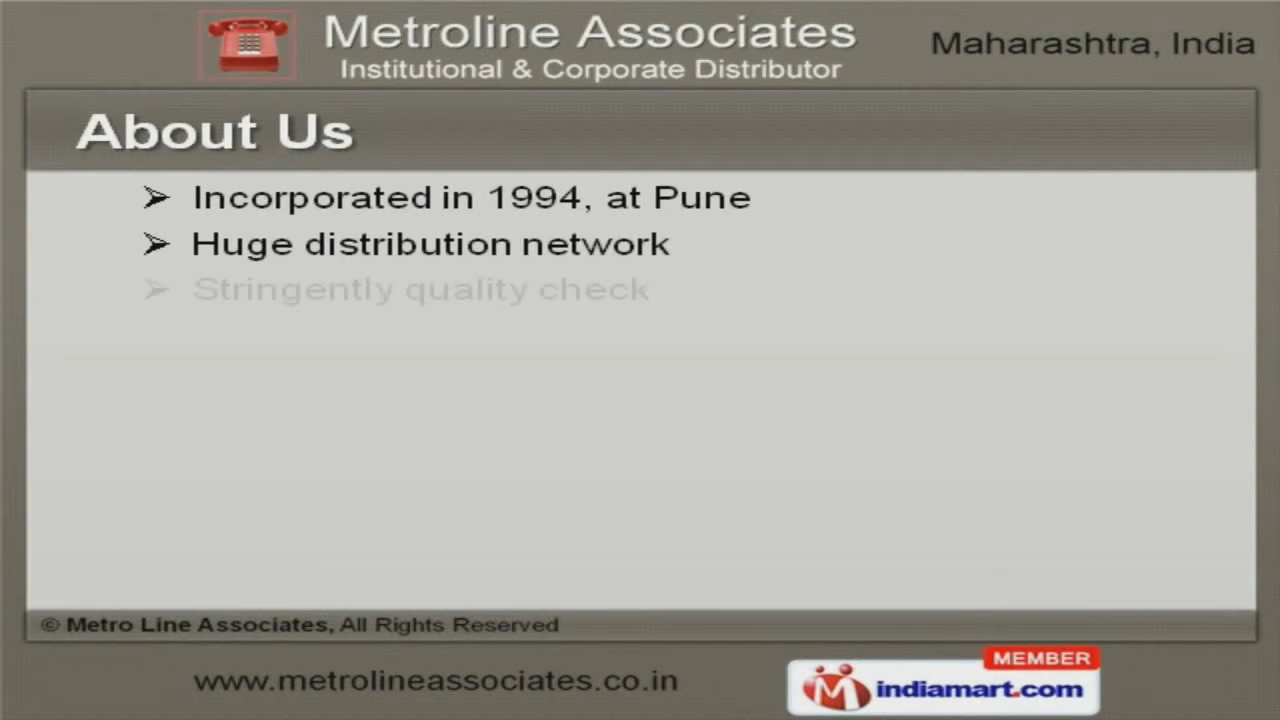 Metroline Associates
Institutional & Corporate Distributor
Maharashtra, India
About Us
➢ Incorporated in 1994, at Pune
➢ Huge distribution network
➢ Stringently quality check
© Metro Line Associates, All Rights Reserved
www.metrolineassociates.co.in
MEMBER
indiamart.com